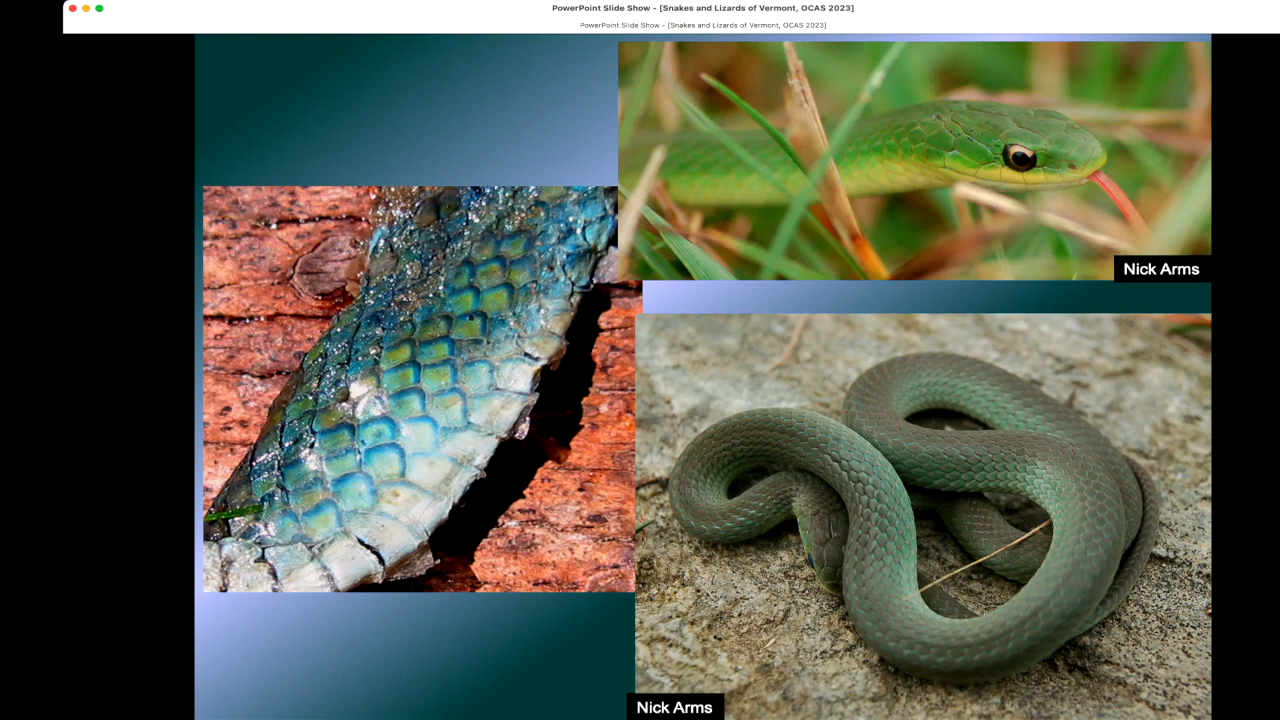 PowerPoint Slide Show - [Snakes and Lizards of Vermont, OCAS 2023]
PowerPoint Slide Show - [Snakes and Lizards of Vermont, OCAS 2023]
Nick Arms
Nick Arms